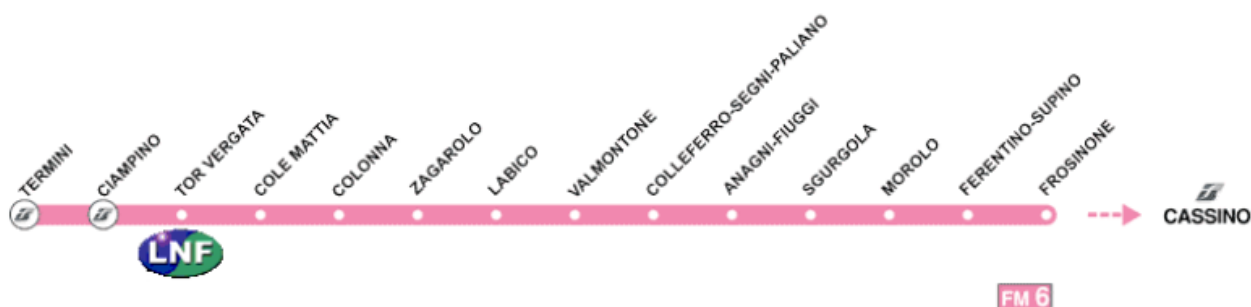 TERMINI
CIAMPINO
TOR VERGATA
COLE MATTIA
COLONNA
ZAGAROLO
LABICO
VALMONTONE
COLLEFERRO-SEGNI-PALIANO
ANAGNI-FIUGGI
SGURGOLA
MOROLO
FERENTINO-SUPINO
FROSINONE
CASSINO
LNF
FM 6